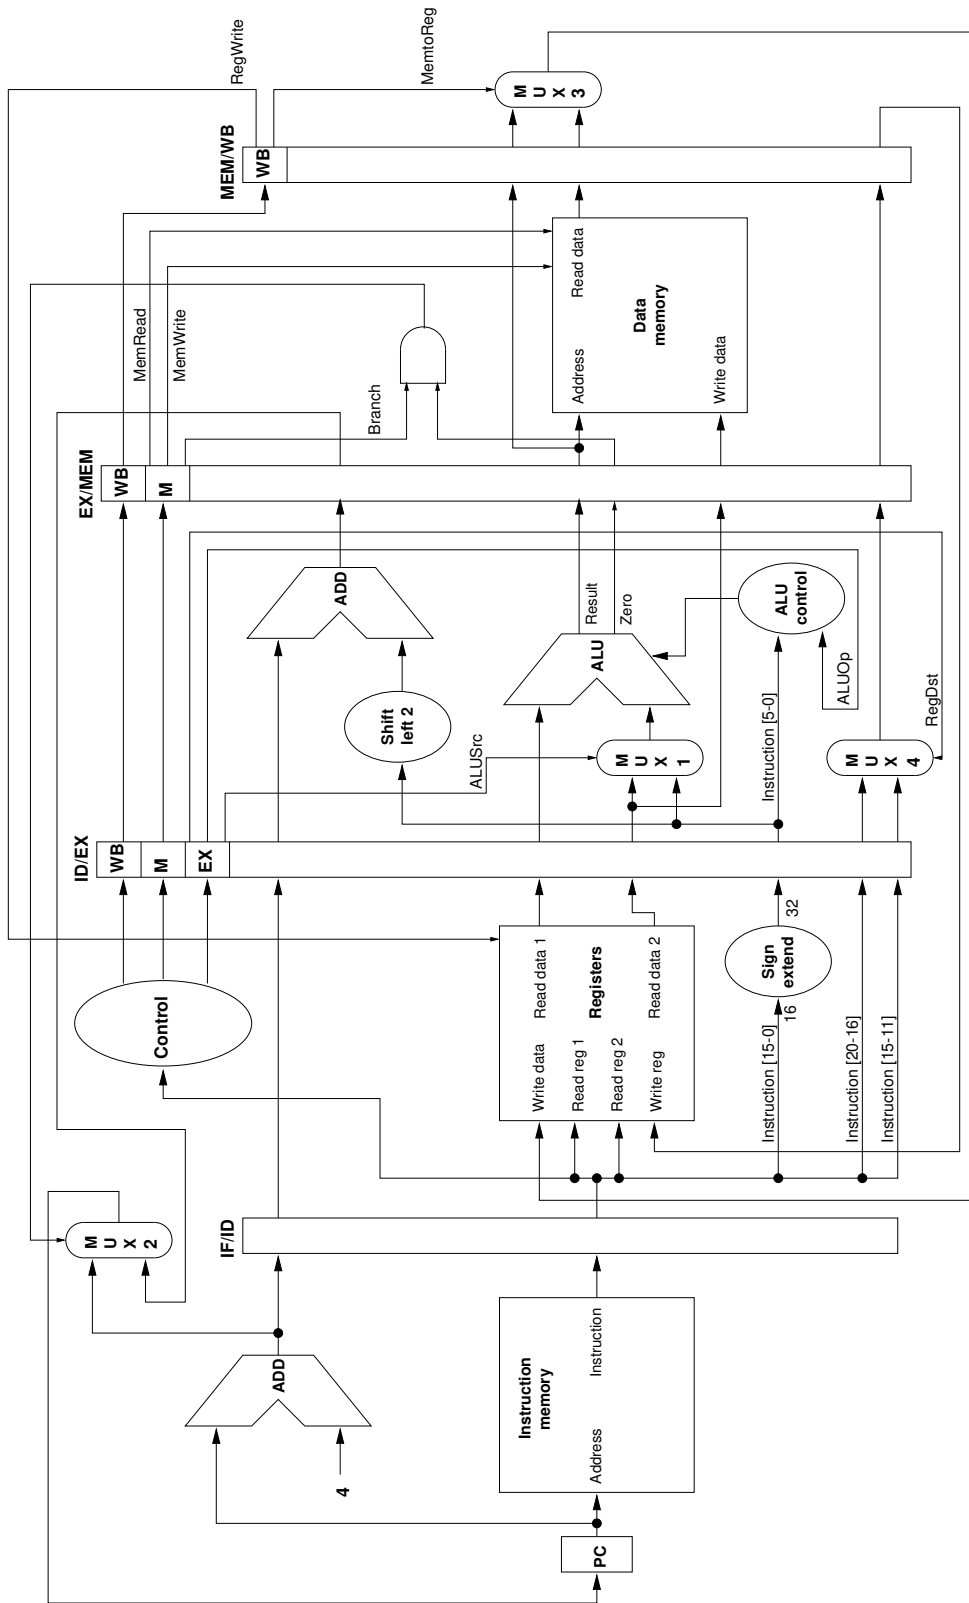 PC
4
ADD
Address
Instruction
Instruction
memory
M
U
X
2
IF/ID
Control
Write data
Read reg 1
Read reg 2
Write reg
Registers
Read data 1
Read data 2
Instruction [15-0]
16
Sign
extend
32
Instruction [20-16]
Instruction [15-11]
ID/EX
WB
M
EX
ALUSrc
Shift
left 2
ADD
M
U
X
1
ALU
Result
Zero
Instruction [5-0]
ALU
control
ALUOp
M
U
X
4
RegDst
EX/MEM
WB
M
MemRead
MemWrite
Branch
Address
Read data
Data
memory
Write data
MEM/WB
WB
RegWrite
MemtoReg
M
U
X
3